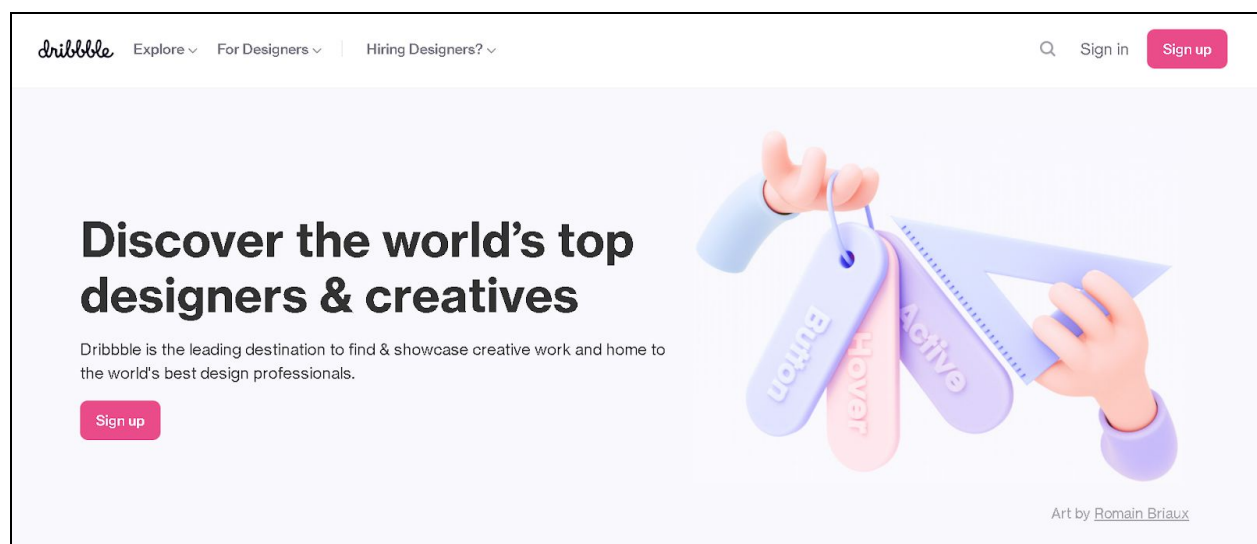 dribbble Explore For Designers Hiring Designers? Sign in Sign up
Discover the world's top
designers & creatives
Dribbble is the leading destination to find & showcase creative work and home to
the world's best design professionals.
Sign up
Button
Hover
Active
Art by Romain Briaux